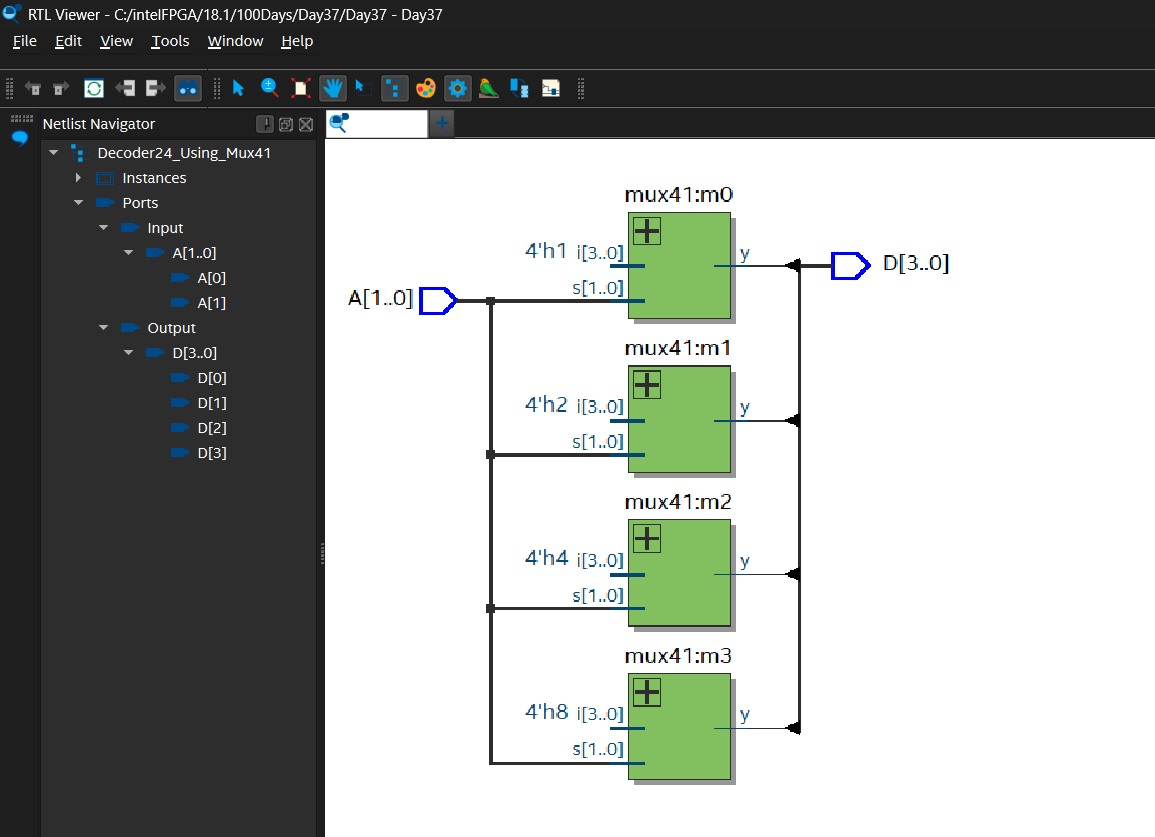 RTL Viewer - C:/intelFPGA/18.1/100Days/Day37/Day37 - Day37
File Edit View Tools Window Help
Netlist Navigator
Decoder24_Using_Mux41
Instances
Ports
Input
A[1..0]
A[0]
A[1]
Output
D[3..0]
D[0]
D[1]
D[2]
D[3]
mux41:m0
4'h1 i[3..0]
y
D[3..0]
s[1..0]
A[1..0]
mux41:m1
4'h2 i[3..0]
y
s[1..0]
mux41:m2
4'h4 i[3..0]
y
s[1..0]
mux41:m3
4'h8 i[3..0]
y
s[1..0]